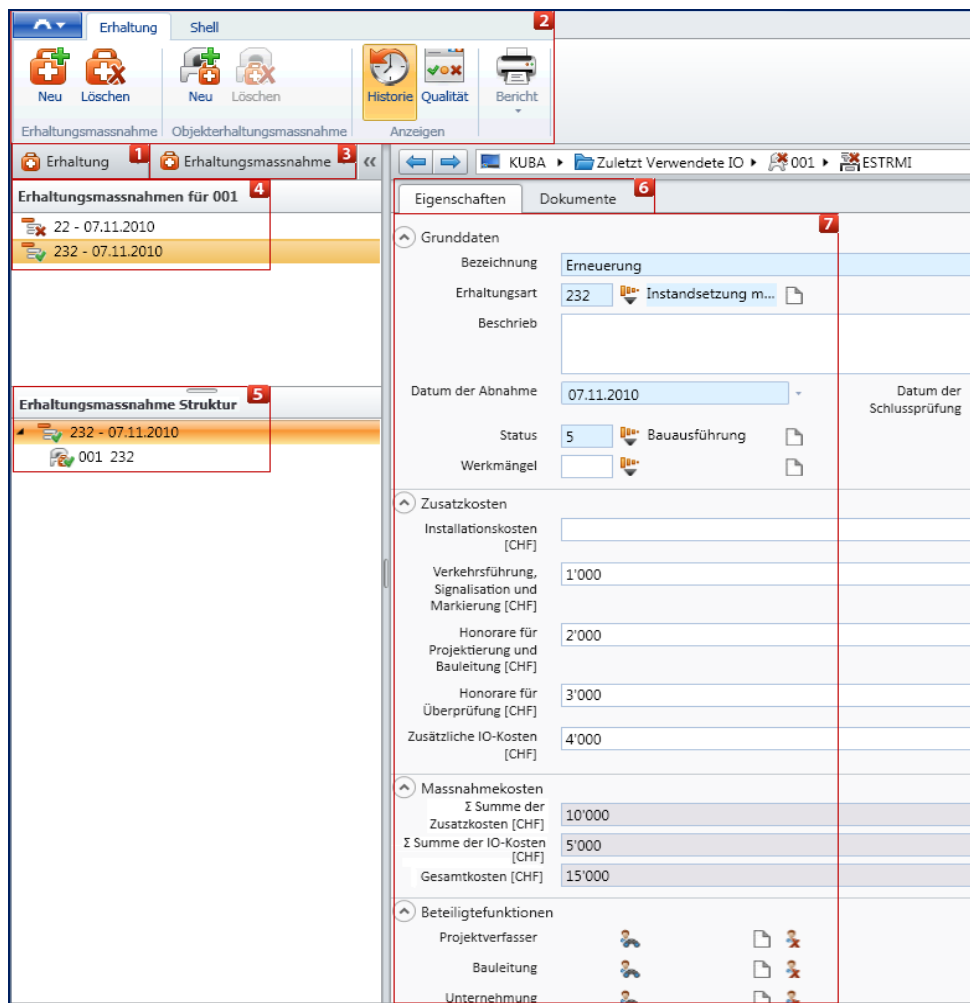 Erhaltung Shell 2
Neu Löschen Neu Löschen Historie Qualität Bericht
Erhaltungsmassnahme Objekterhaltungsmassnahme Anzeigen
Erhaltung 1 Erhaltungsmassnahme 3 «
KUBA Zuletzt Verwendete IO 001 ESTRMI
Erhaltungsmassnahmen für 001 4
22 - 07.11.2010
232 - 07.11.2010
Erhaltungsmassnahme Struktur 5
232 - 07.11.2010
001 232
Eigenschaften Dokumente 6
7
Grunddaten
Bezeichnung Erneuerung
Erhaltungsart 232 Instandsetzung m...
Beschrieb
Datum der Abnahme 07.11.2010 Datum der
Schlussprüfung
Status 5 Bauausführung
Werkmängel
Zusatzkosten
Installationskosten
[CHF]
Verkehrsführung, 1'000
Signalisation und
Markierung [CHF]
Honorare für 2'000
Projektierung und
Bauleitung [CHF]
Honorare für 3'000
Überprüfung [CHF]
Zusätzliche IO-Kosten 4'000
[CHF]
Massnahmekosten
Σ Summe der
Zusatzkosten [CHF] 10'000
Σ Summe der IO-Kosten 5'000
[CHF]
Gesamtkosten [CHF] 15'000
Beteiligtefunktionen
Projektverfasser
Bauleitung
Unternehmung